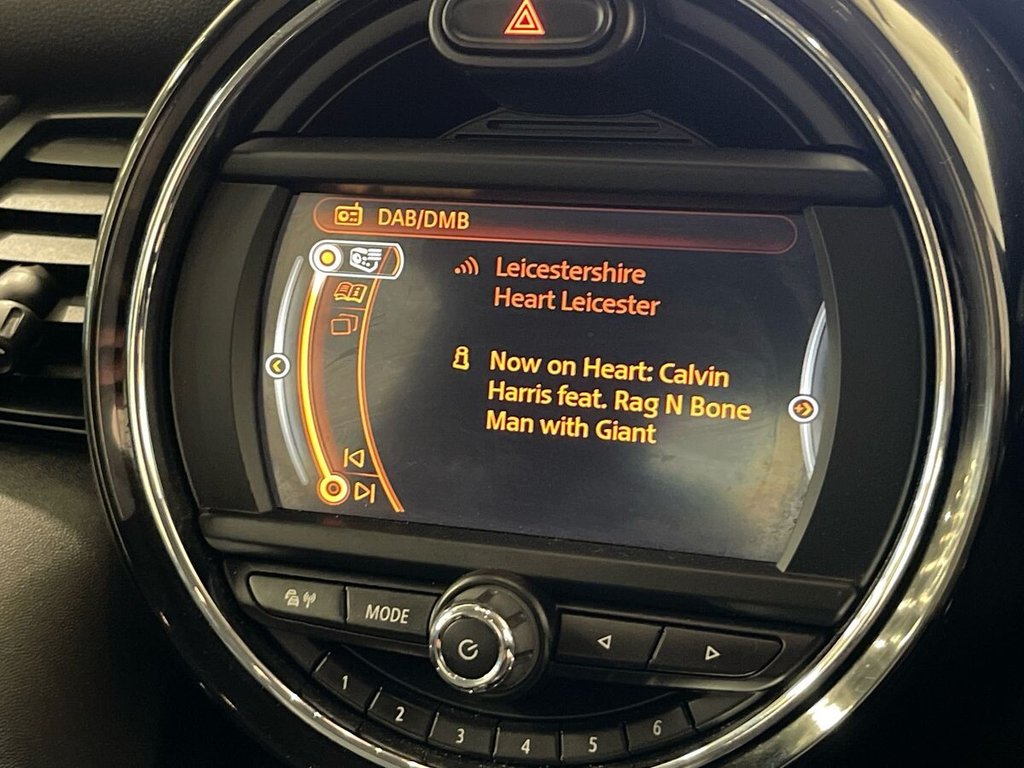 DAB/DMB
Leicestershire
Heart Leicester
Now on Heart: Calvin
Harris feat. Rag N Bone
Man with Giant
MODE
1
2
3
4
5
6